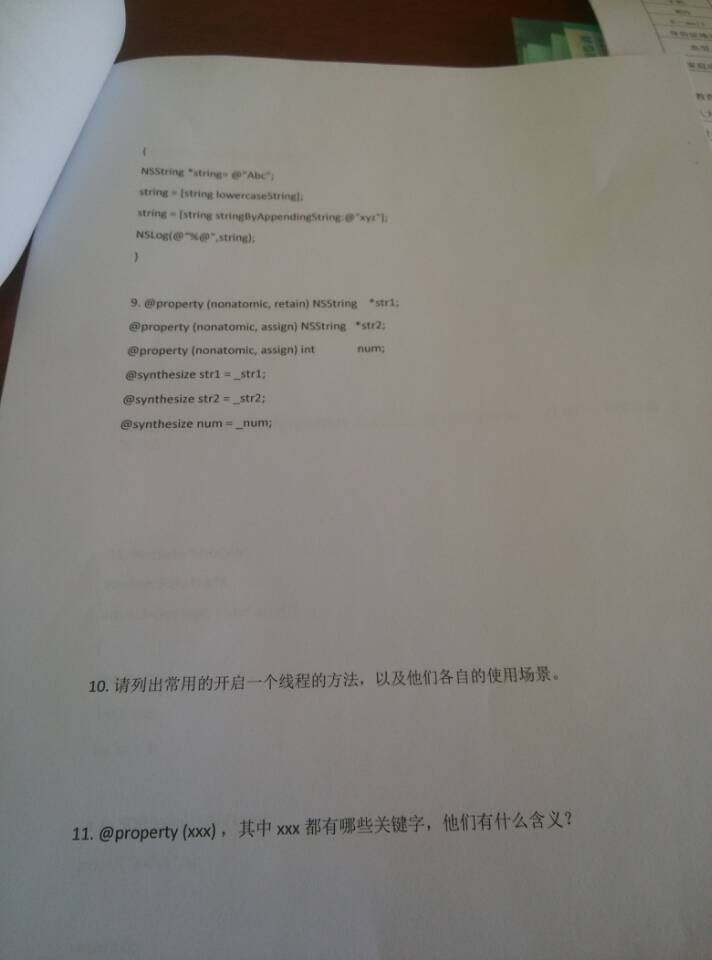 {
NSString *string= @"Abc";
string = [string lowercaseString];
string = [string stringByAppendingString:@"xyz"];
NSLog(@"%@",string);
}
9. @property (nonatomic, retain) NSString *str1;
@property (nonatomic, assign) NSString *str2;
@property (nonatomic, assign) int num;
@synthesize str1 = _str1;
@synthesize str2 = _str2;
@synthesize num = _num;
10. 请列出常用的开启一个线程的方法，以及他们各自的使用场景。
11. @property (xxx) ，其中 xxx 都有哪些关键字，他们有什么含义？